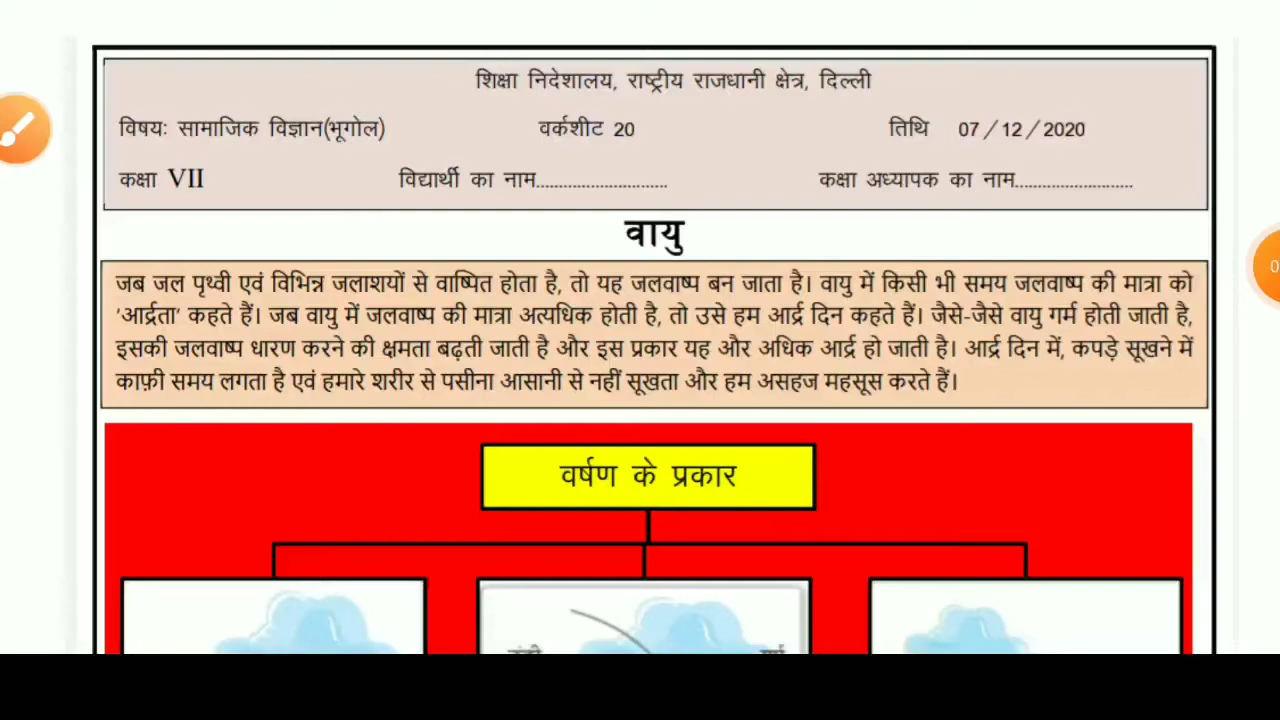 शिक्षा निदेशालय, राष्ट्रीय राजधानी क्षेत्र, दिल्ली
विषयः सामाजिक विज्ञान(भूगोल) वर्कशीट 20 तिथि 07/12/2020
कक्षा VII विद्यार्थी का नाम............................ कक्षा अध्यापक का नाम..........................
वायु
जब जल पृथ्वी एवं विभिन्न जलाशयों से वाष्पित होता है, तो यह जलवाष्प बन जाता है। वायु में किसी भी समय जलवाष्प की मात्रा को
'आर्द्रता' कहते हैं। जब वायु में जलवाष्प की मात्रा अत्यधिक होती है, तो उसे हम आर्द्र दिन कहते हैं। जैसे-जैसे वायु गर्म होती जाती है,
इसकी जलवाष्प धारण करने की क्षमता बढ़ती जाती है और इस प्रकार यह और अधिक आर्द्र हो जाती है। आर्द्र दिन में, कपड़े सूखने में
काफ़ी समय लगता है एवं हमारे शरीर से पसीना आसानी से नहीं सूखता और हम असहज महसूस करते हैं।
वर्षण के प्रकार